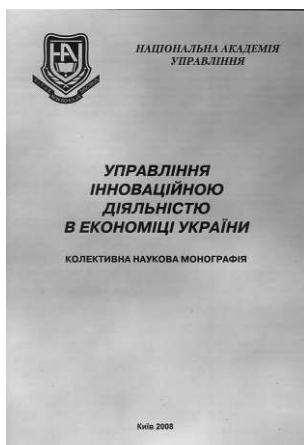 НАЦІОНАЛЬНА АКАДЕМІЯ
УПРАВЛІННЯ
УПРАВЛІННЯ
ІННОВАЦІЙНОЮ
ДІЯЛЬНІСТЮ
В ЕКОНОМІЦІ УКРАЇНИ
КОЛЕКТИВНА НАУКОВА МОНОГРАФІЯ
Київ 2008